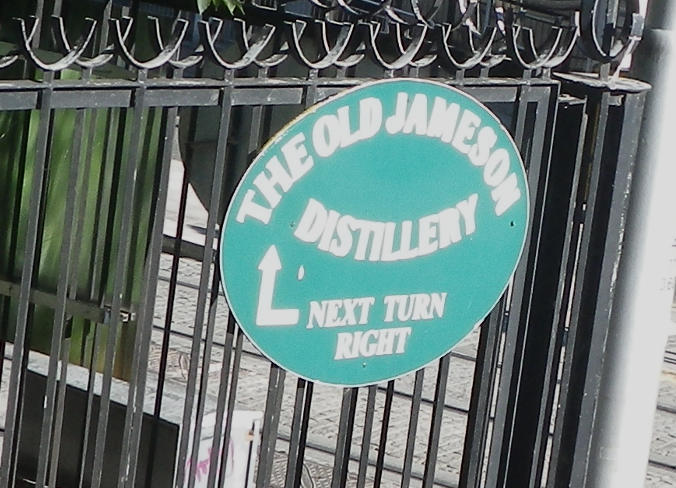 THE OLD JAMESON
DISTILLERY
NEXT TURN
RIGHT